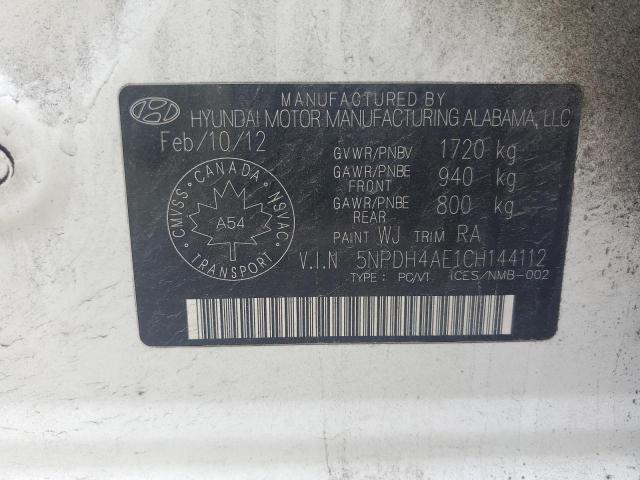 MANUFACTURED BY
HYUNDAI MOTOR MANUFACTURING ALABAMA, LLC
Feb/10/12
GVWR/PNBV 1720 kg
GAWR/PNBE FRONT 940 kg
GAWR/PNBE REAR 800 kg
PAINT WJ TRIM RA
V.I.N 5NPDH4AE1CH144112
TYPE: PC/VT ICES/NMB-002
CMVSS CANADA NSVAC
A54
TRANSPORT